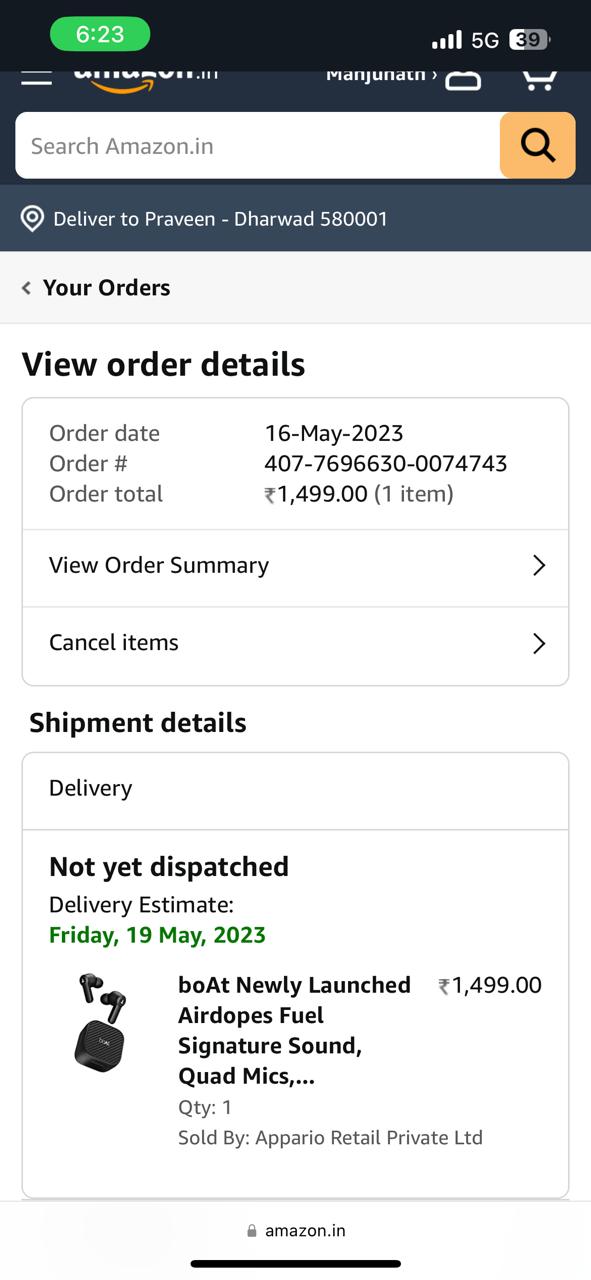 6:23
5G
39
amazon.in
Manjunath ›
Search Amazon.in
Deliver to Praveen - Dharwad 580001
Your Orders
View order details
Order date 16-May-2023
Order # 407-7696630-0074743
Order total ₹1,499.00 (1 item)
View Order Summary
Cancel items
Shipment details
Delivery
Not yet dispatched
Delivery Estimate:
Friday, 19 May, 2023
boAt Newly Launched ₹1,499.00
Airdopes Fuel
Signature Sound,
Quad Mics,...
Qty: 1
Sold By: Appario Retail Private Ltd
boAt
amazon.in